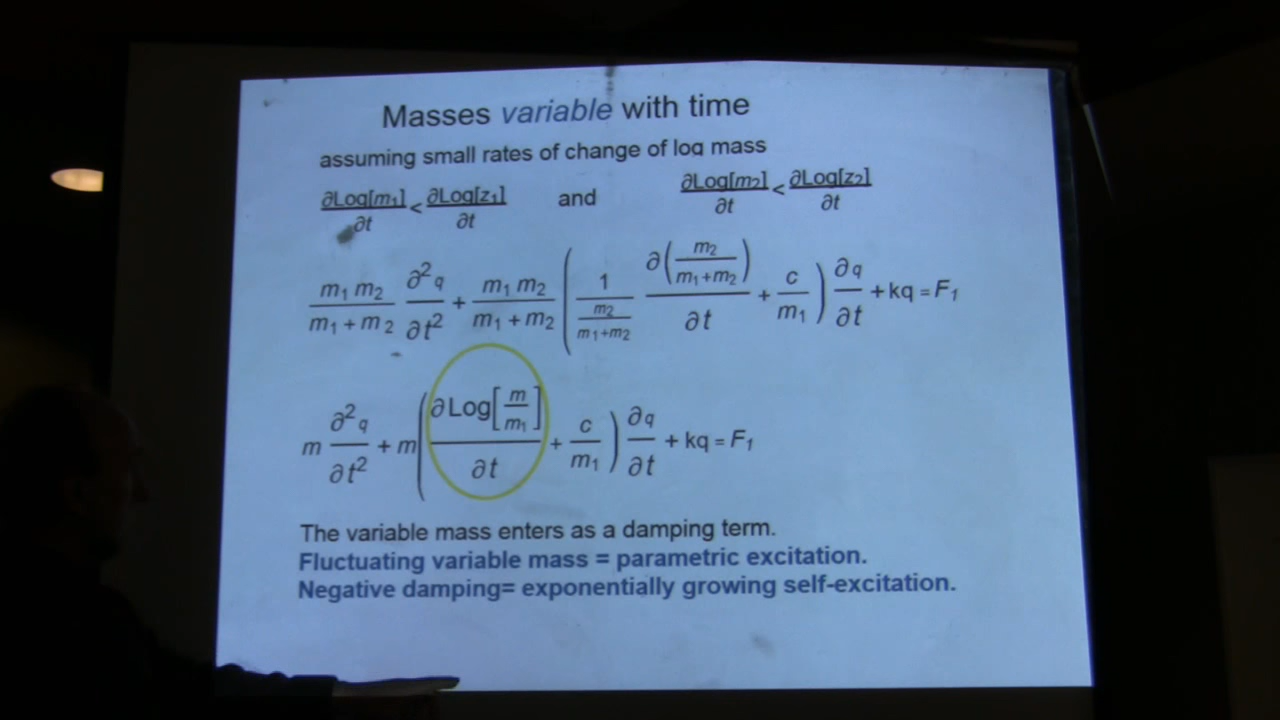 Masses variable with time
assuming small rates of change of log mass
∂Log[m₁]/∂t < ∂Log[z₁]/∂t and ∂Log[m₂]/∂t < ∂Log[z₂]/∂t
m₁ m₂/(m₁ + m₂) ∂²q/∂t² + m₁ m₂/(m₁ + m₂) (1/(m₂/(m₁+m₂)) ∂(m₂/(m₁+m₂))/∂t + c/m₁) ∂q/∂t + kq = F₁
m ∂²q/∂t² + m(∂Log[m/m₁]/∂t + c/m₁) ∂q/∂t + kq = F₁
The variable mass enters as a damping term.
Fluctuating variable mass = parametric excitation.
Negative damping= exponentially growing self-excitation.